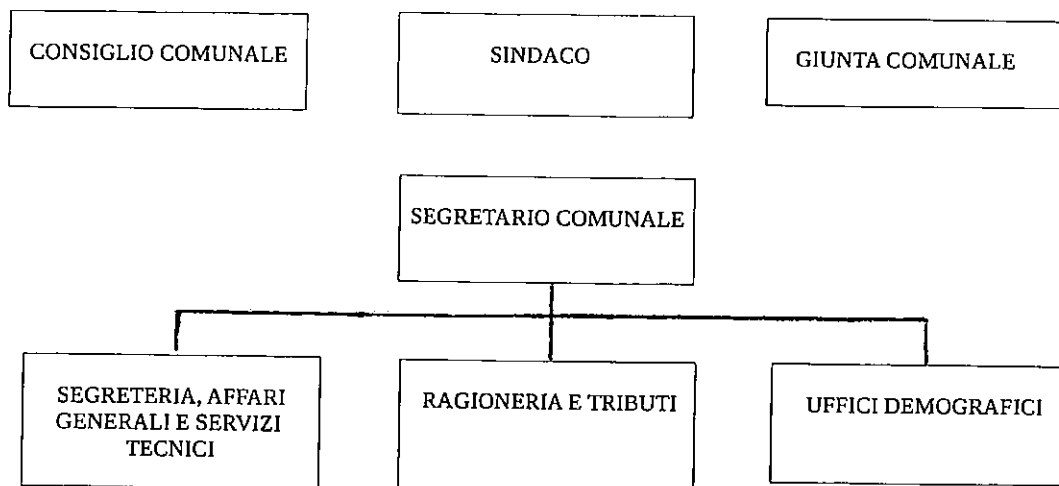 CONSIGLIO COMUNALE
SINDACO
GIUNTA COMUNALE
SEGRETARIO COMUNALE
SEGRETERIA, AFFARI
GENERALI E SERVIZI
TECNICI
RAGIONERIA E TRIBUTI
UFFICI DEMOGRAFICI